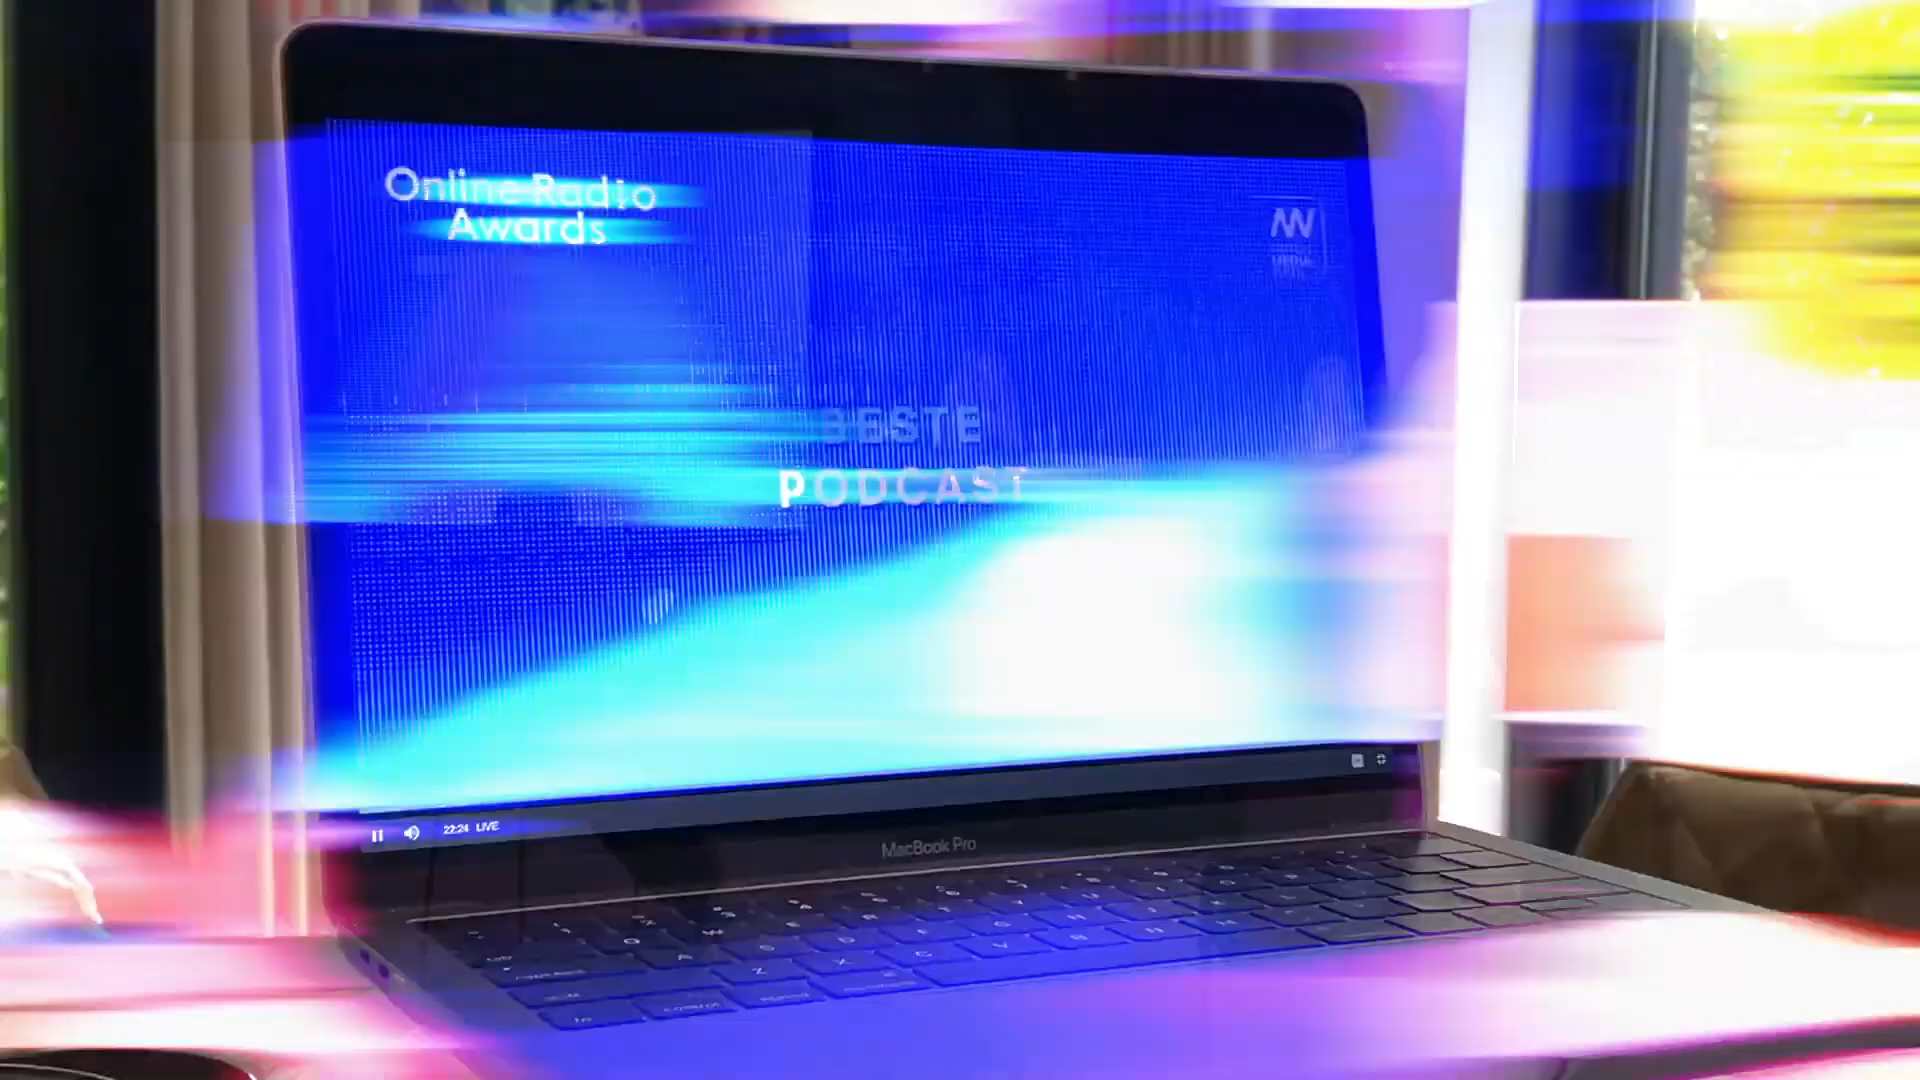 Online Radio
Awards
BESTE
PODCAST
22:24 LIVE
MacBook Pro